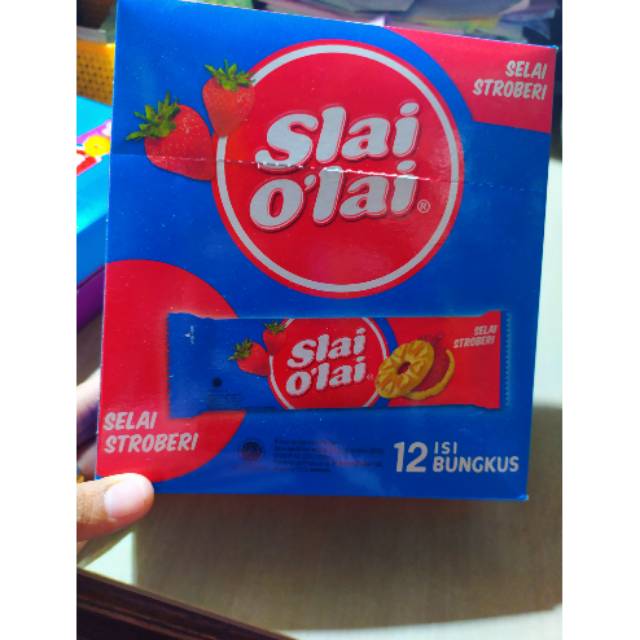 SELAI
STROBERI
Slai
o'lai®
SELAI
STROBERI
Slai
o'lai®
SELAI
STROBERI
12 ISI
BUNGKUS